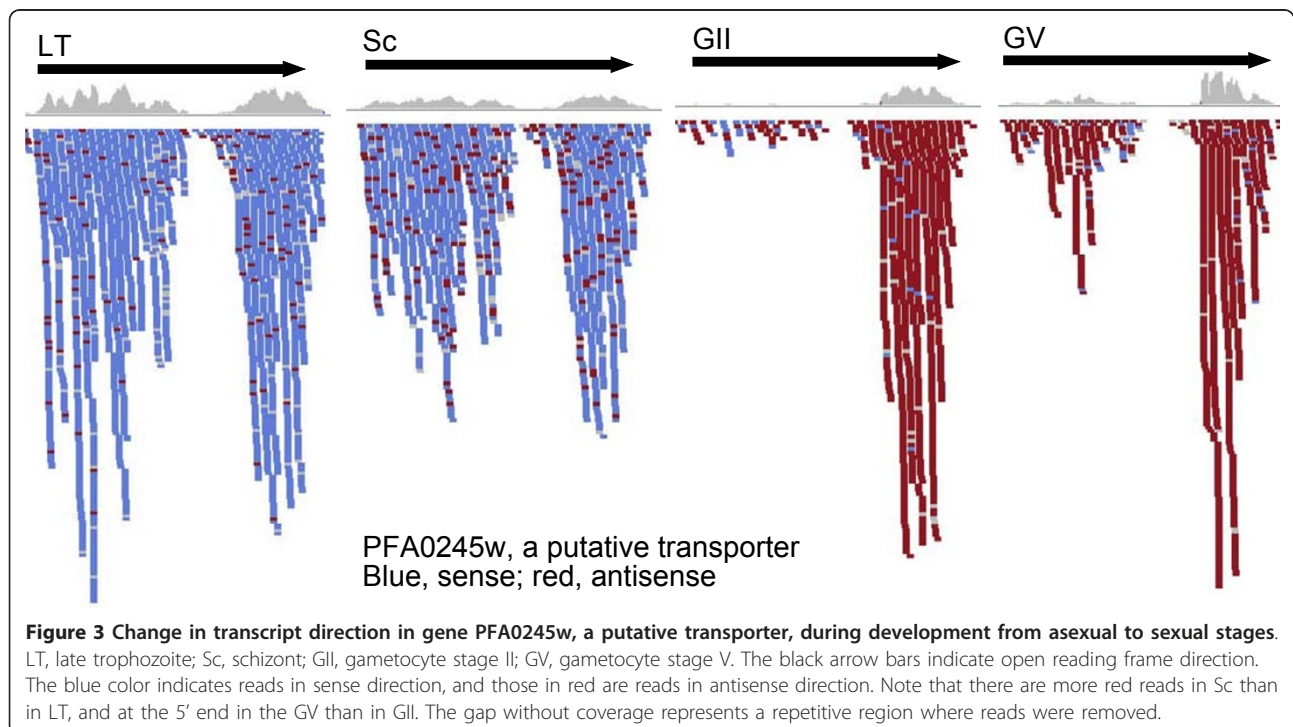 LT
Sc
GII
GV
PFA0245w, a putative transporter
Blue, sense; red, antisense
Figure 3 Change in transcript direction in gene PFA0245w, a putative transporter, during development from asexual to sexual stages.
LT, late trophozoite; Sc, schizont; GII, gametocyte stage II; GV, gametocyte stage V. The black arrow bars indicate open reading frame direction.
The blue color indicates reads in sense direction, and those in red are reads in antisense direction. Note that there are more red reads in Sc than
in LT, and at the 5’ end in the GV than in GII. The gap without coverage represents a repetitive region where reads were removed.